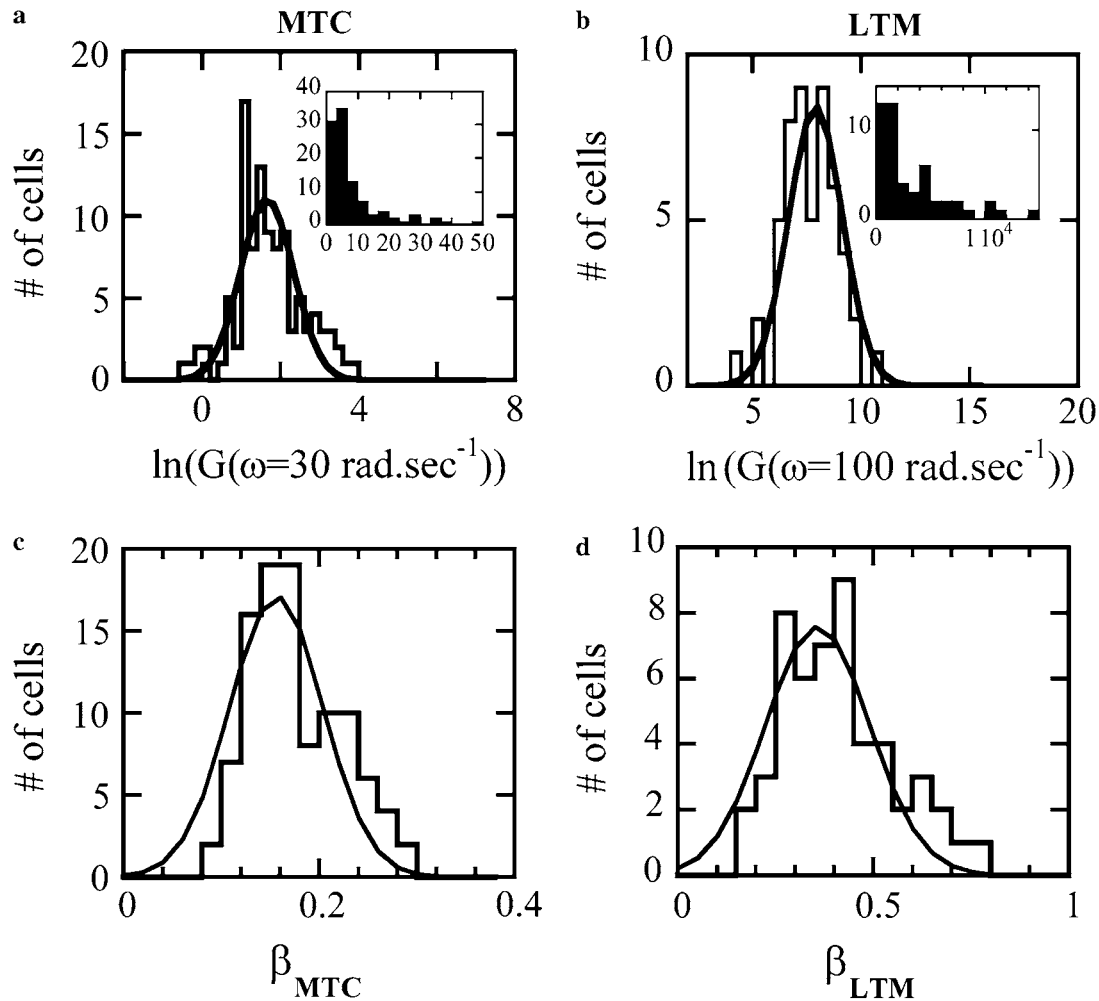 a
MTC
20
15
10
5
0
# of cells
0
4
8
ln(G(ω=30 rad.sec⁻¹))
40
30
20
10
0
0 10 20 30 40 50
b
LTM
10
5
0
# of cells
5
10
15
20
ln(G(ω=100 rad.sec⁻¹))
10
0
0
1 10⁴
c
20
15
10
5
0
# of cells
0
0.2
0.4
β_MTC
d
10
8
6
4
2
0
# of cells
0
0.5
1
β_LTM